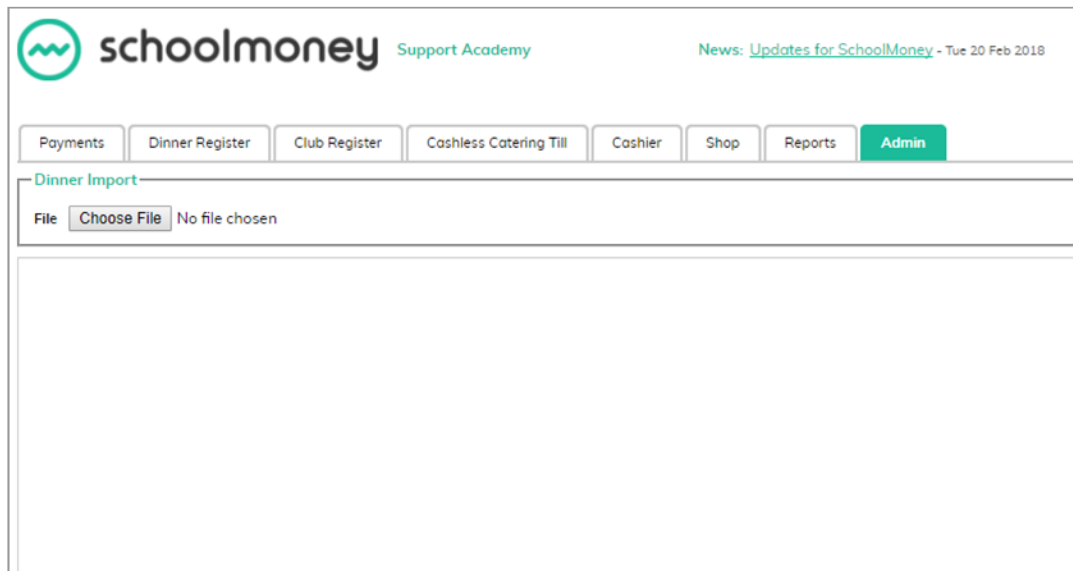 schoolmoney Support Academy News: Updates for SchoolMoney - Tue 20 Feb 2018
Payments Dinner Register Club Register Cashless Catering Till Cashier Shop Reports Admin
Dinner Import
File Choose File No file chosen